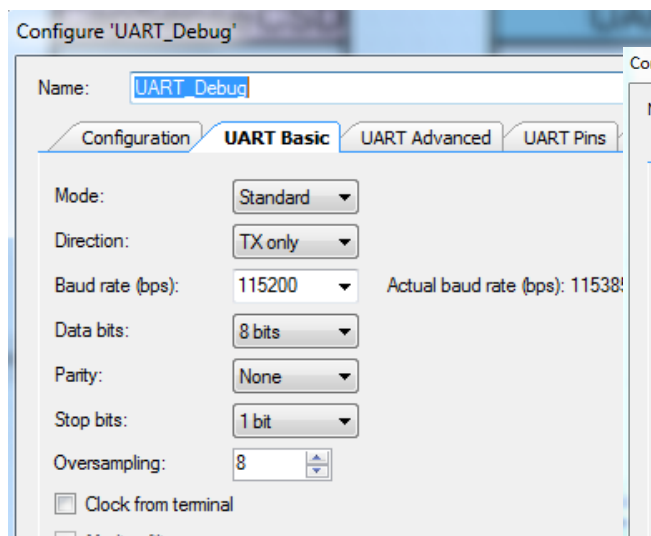 Configure 'UART_Debug'
Name: UART_Debug
Configuration UART Basic UART Advanced UART Pins
Mode: Standard
Direction: TX only
Baud rate (bps): 115200 Actual baud rate (bps): 115385
Data bits: 8 bits
Parity: None
Stop bits: 1 bit
Oversampling: 8
Clock from terminal